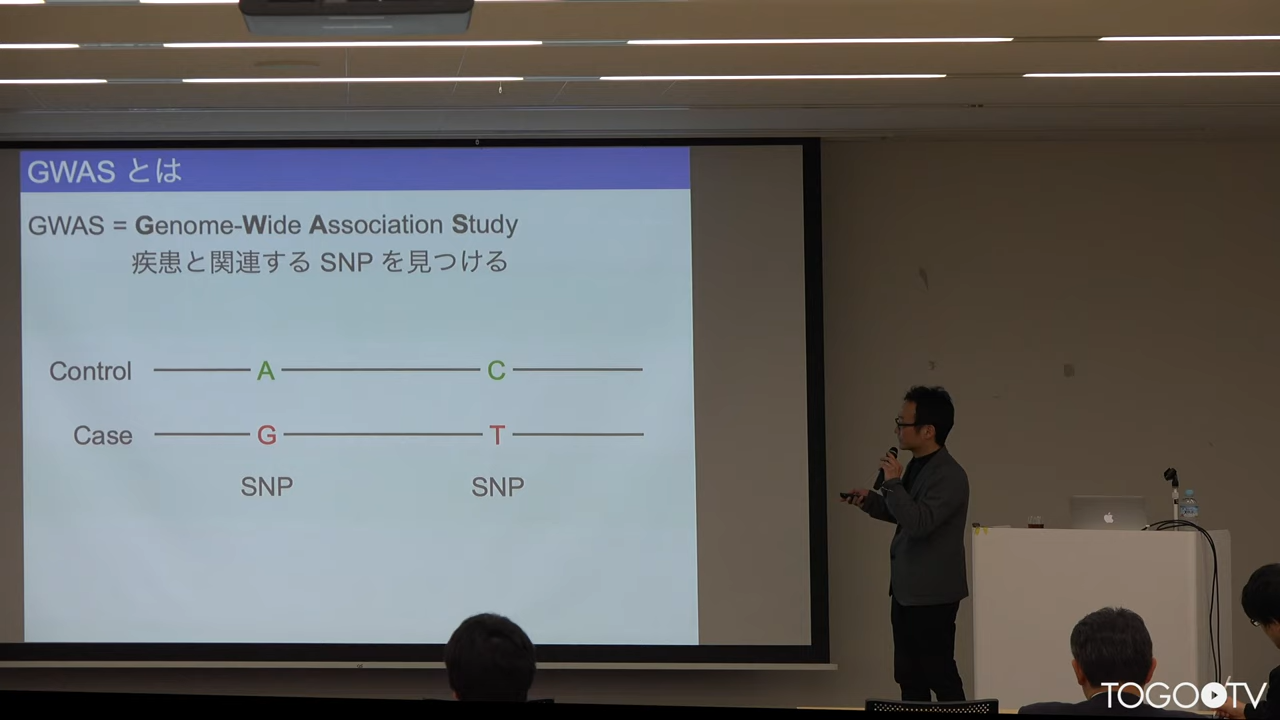 GWAS とは
GWAS = Genome-Wide Association Study
疾患と関連する SNP を見つける
Control A C
Case G T
SNP SNP
TOGO TV